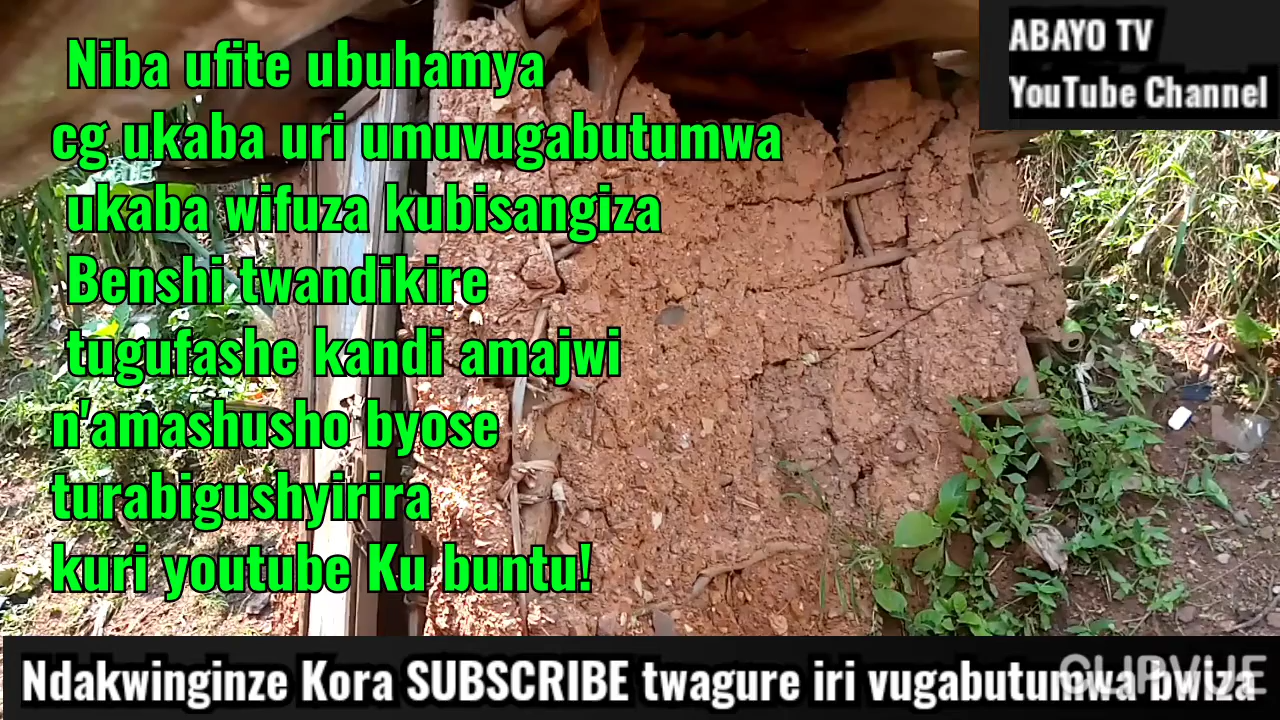 ABAYO TV
YouTube Channel
Niba ufite ubuhamya
cg ukaba uri umuvugabutumwa
ukaba wifuza kubisangiza
Benshi twandikire
tugufashe kandi amajwi
n'amashusho byose
turabigushyirira
kuri youtube Ku buntu!
Ndakwinginze Kora SUBSCRIBE twagure iri vugabutumwa bwiza
CLIPVUE